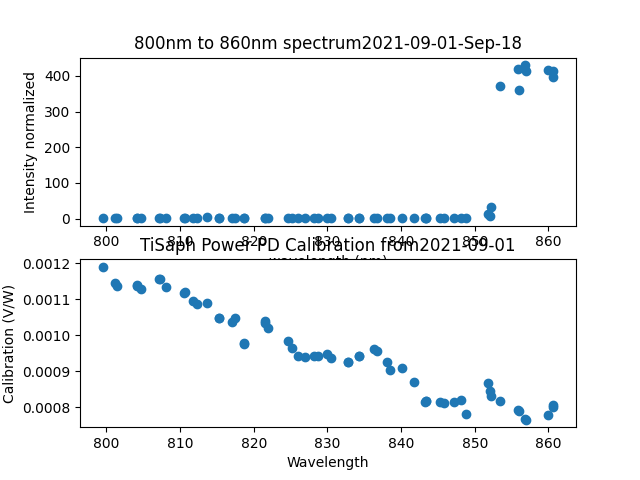 800nm to 860nm spectrum2021-09-01-Sep-18
Intensity normalized
400
300
200
100
0
800 810 820 830 840 850 860
wavelength (nm)
TiSaph Power PD Calibration from2021-09-01
Calibration (V/W)
0.0012
0.0011
0.0010
0.0009
0.0008
800 810 820 830 840 850 860
Wavelength